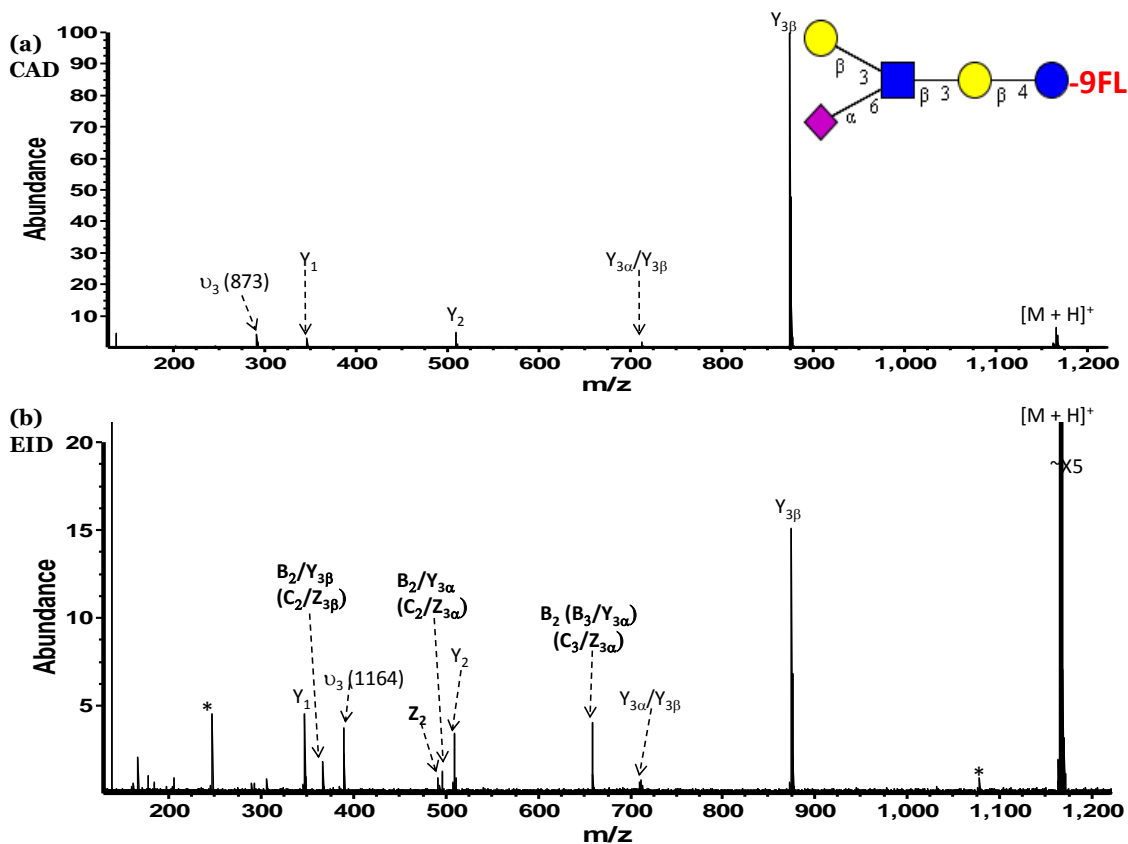 (a)
CAD
Abundance
100
90
80
70
60
50
40
30
20
10
υ3 (873)
Y1
Y2
Y3α/Y3β
Y3β
[M + H]+
β
3
α
6
β
3
β
4
-9FL
200
300
400
500
600
700
800
900
1,000
1,100
1,200
m/z
(b)
EID
Abundance
20
15
10
5
*
Y1
B2/Y3β
(C2/Z3β)
υ3 (1164)
B2/Y3α
(C2/Z3α)
Z2
Y2
B2 (B3/Y3α)
(C3/Z3α)
Y3α/Y3β
Y3β
*
[M + H]+
~X5
200
300
400
500
600
700
800
900
1,000
1,100
1,200
m/z